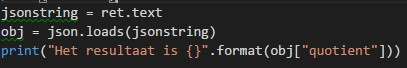 jsonstring = ret.text
obj = json.loads(jsonstring)
print("Het resultaat is {}".format(obj["quotient"]))